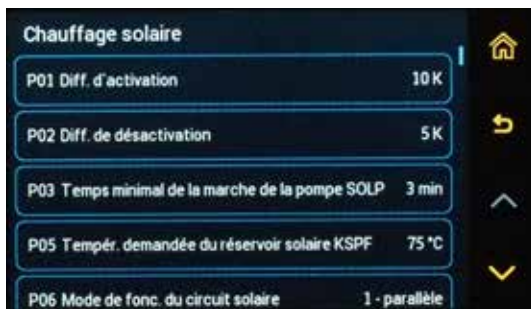 Chauffage solaire
P01 Diff. d'activation 10 K
P02 Diff. de désactivation 5 K
P03 Temps minimal de la marche de la pompe SOLP 3 min
P05 Tempér. demandée du réservoir solaire KSPF 75 °C
P06 Mode de fonc. du circuit solaire 1 - parallèle